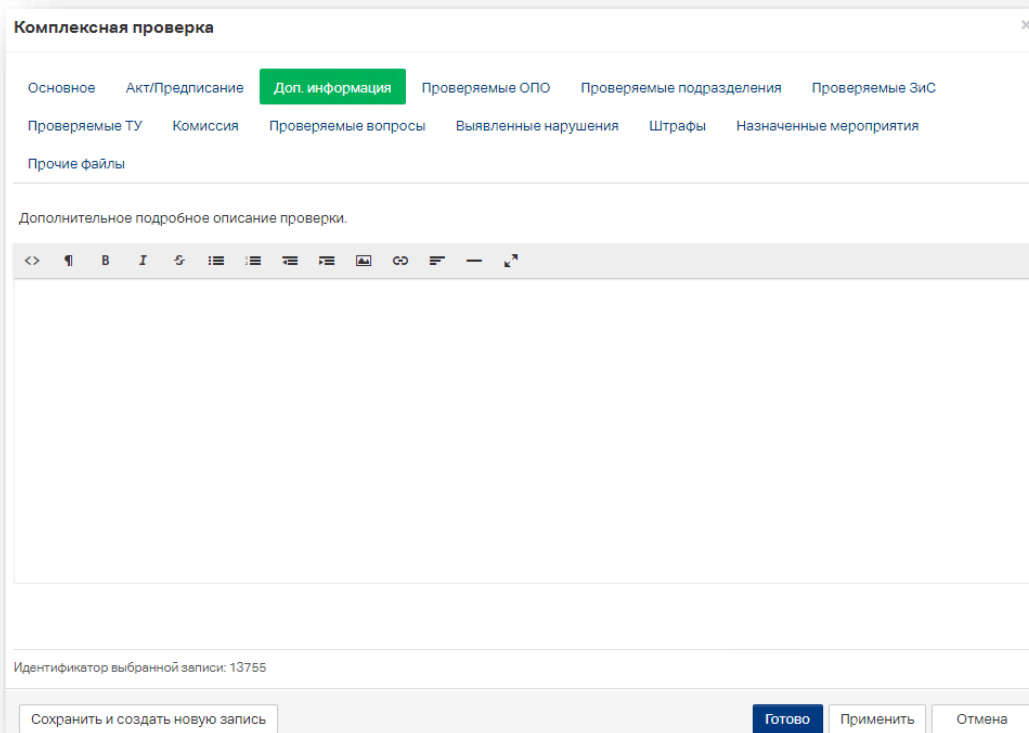 Комплексная проверка
Основное Акт/Предписание Доп. информация Проверяемые ОПО Проверяемые подразделения Проверяемые ЗиС
Проверяемые ТУ Комиссия Проверяемые вопросы Выявленные нарушения Штрафы Назначенные мероприятия
Прочие файлы
Дополнительное подробное описание проверки.
Идентификатор выбранной записи: 13755
Сохранить и создать новую запись Готово Применить Отмена